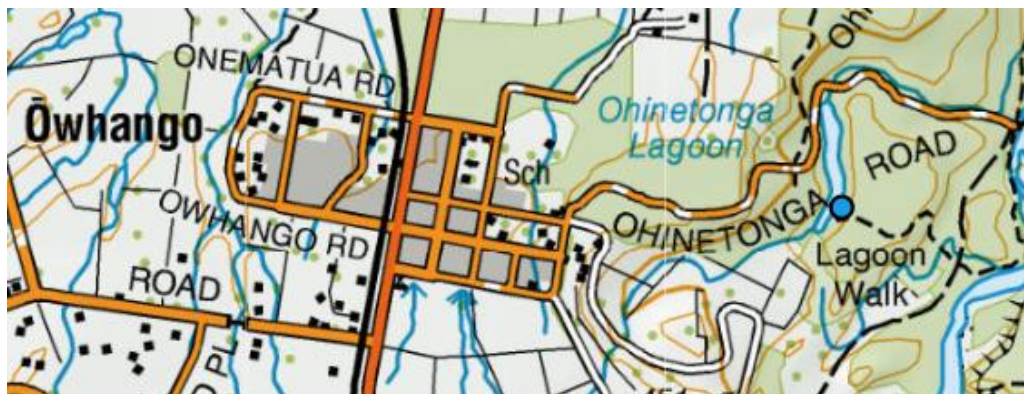 ONEMATUA RD
Ōwhango
Ohinetonga
Lagoon
Sch
ROAD
OWHANGO RD
OHINETONGA
Lagoon
Walk
ROAD